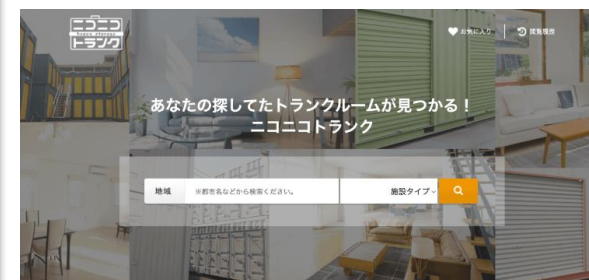 ニコニコ
トランク
お気に入り
閲覧履歴
あなたの探してたトランクルームが見つかる！
ニコニコトランク
地域
※都市名などから検索ください。
施設タイプ